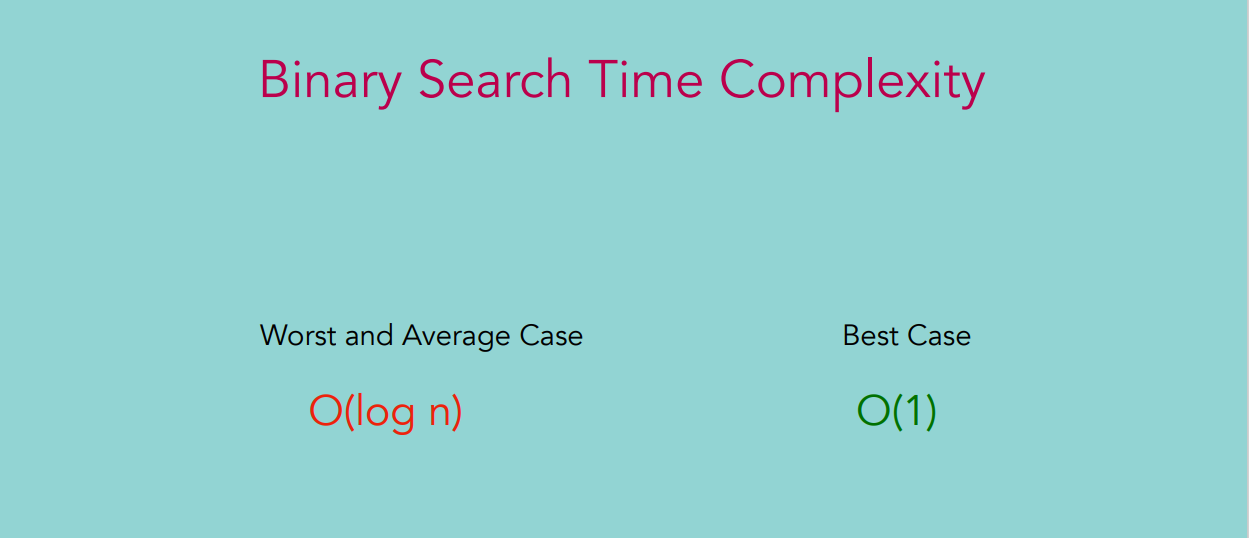 Binary Search Time Complexity
Worst and Average Case
Best Case
O(log n)
O(1)